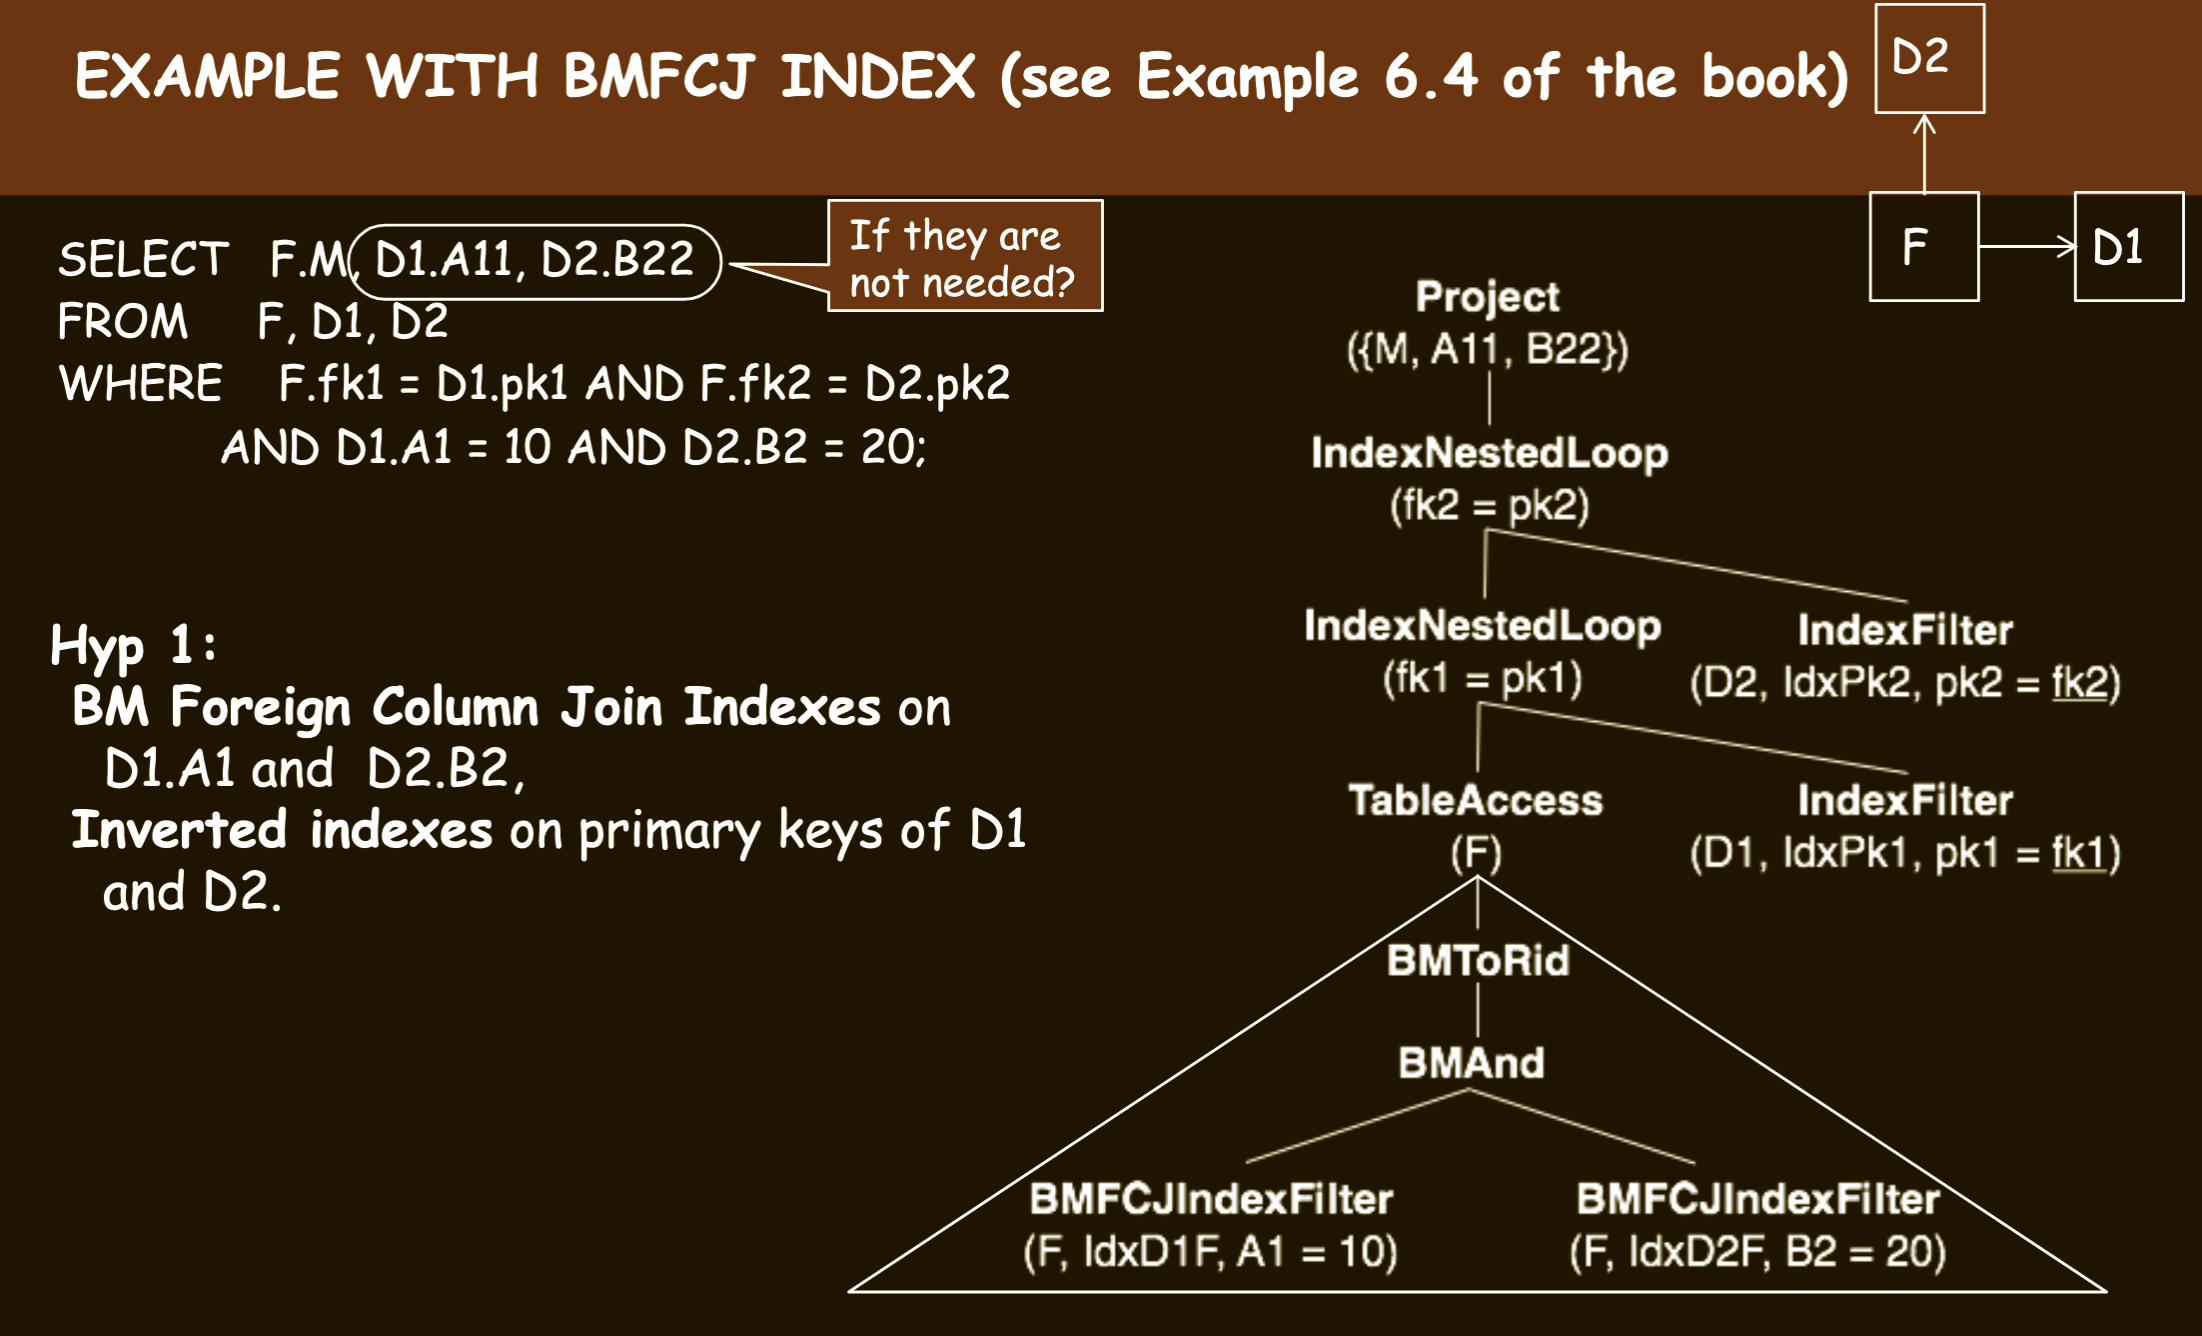 EXAMPLE WITH BMFCJ INDEX (see Example 6.4 of the book)
D2
F
D1
SELECT F.M, D1.A11, D2.B22
FROM F, D1, D2
WHERE F.fk1 = D1.pk1 AND F.fk2 = D2.pk2
AND D1.A1 = 10 AND D2.B2 = 20;
If they are
not needed?
Hyp 1:
BM Foreign Column Join Indexes on
D1.A1 and D2.B2,
Inverted indexes on primary keys of D1
and D2.
Project
({M, A11, B22})
IndexNestedLoop
(fk2 = pk2)
IndexNestedLoop
(fk1 = pk1)
IndexFilter
(D2, IdxPk2, pk2 = fk2)
TableAccess
(F)
IndexFilter
(D1, IdxPk1, pk1 = fk1)
BMToRid
BMAnd
BMFCJIndexFilter
(F, IdxD1F, A1 = 10)
BMFCJIndexFilter
(F, IdxD2F, B2 = 20)